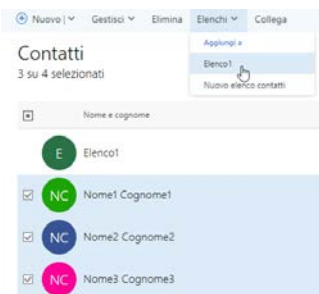 Nuovo | Gestisci Elimina Elenchi Collega
Aggiungi a
Elenco1
Nuovo elenco contatti
Contatti
3 su 4 selezionati
Nome e cognome
E Elenco1
NC Nome1 Cognome1
NC Nome2 Cognome2
NC Nome3 Cognome3